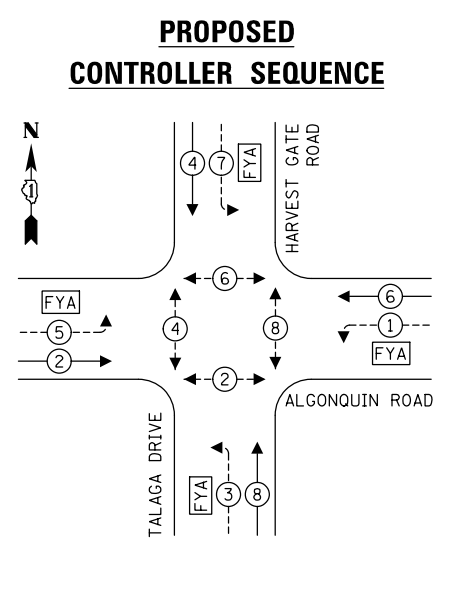 PROPOSED
CONTROLLER SEQUENCE
N
1
4
7
FYA
HARVEST GATE
ROAD
6
FYA
6
5
4
8
1
2
FYA
2
ALGONQUIN ROAD
TALAGA DRIVE
FYA
3
8